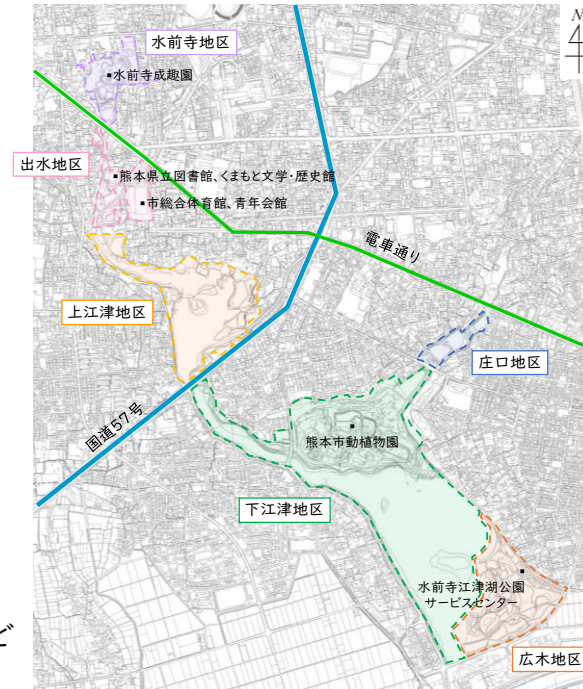 N
水前寺地区
水前寺成趣園
出水地区
熊本県立図書館、くまもと文学・歴史館
市総合体育館、青年会館
電車通り
上江津地区
庄口地区
国道57号
熊本市動植物園
下江津地区
水前寺江津湖公園
サービスセンター
ど
広木地区